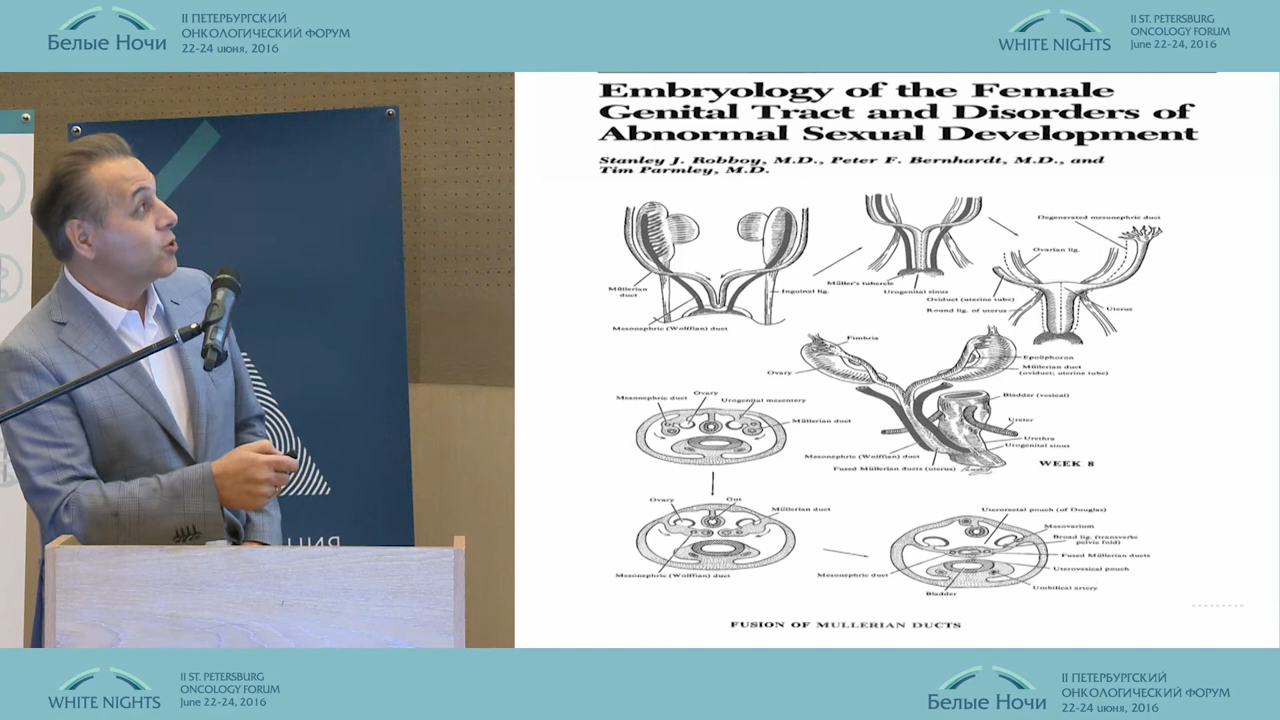 Белые Ночи
II ПЕТЕРБУРГСКИЙ
ОНКОЛОГИЧЕСКИЙ ФОРУМ
22-24 июня, 2016
WHITE NIGHTS
II ST. PETERSBURG
ONCOLOGY FORUM
June 22-24, 2016
Embryology of the Female
Genital Tract and Disorders of
Abnormal Sexual Development
Stanley J. Robboy, M.D., Peter F. Bernhardt, M.D., and
Tim Parmley, M.D.
Müllerian
duct
Inguinal lig.
Mesonephric (Wolffian) duct
Müller's tubercle
Urogenital sinus
Degenerated mesonephric duct
Ovarian lig.
Oviduct (uterine tube)
Round lig. of uterus
Uterus
Fimbria
Ovary
Epoöphoron
Müllerian duct
(oviduct; uterine tube)
Bladder (vesical)
Ureter
Urethra
Urogenital sinus
Mesonephric (Wolffian) duct
Fused Müllerian ducts (uterus)
WEEK 8
Mesonephric duct
Ovary
Urogenital mesentery
Müllerian duct
Ovary
Gut
Müllerian duct
Mesonephric (Wolffian) duct
Uterorectal pouch (of Douglas)
Mesovarium
Broad lig. (transverse
pelvic fold)
Fused Müllerian ducts
Uterovesical pouch
Umbilical artery
Mesonephric duct
Bladder
FUSION OF MULLERIAN DUCTS
WHITE NIGHTS
II ST. PETERSBURG
ONCOLOGY FORUM
June 22-24, 2016
Белые Ночи
II ПЕТЕРБУРГСКИЙ
ОНКОЛОГИЧЕСКИЙ ФОРУМ
22-24 июня, 2016